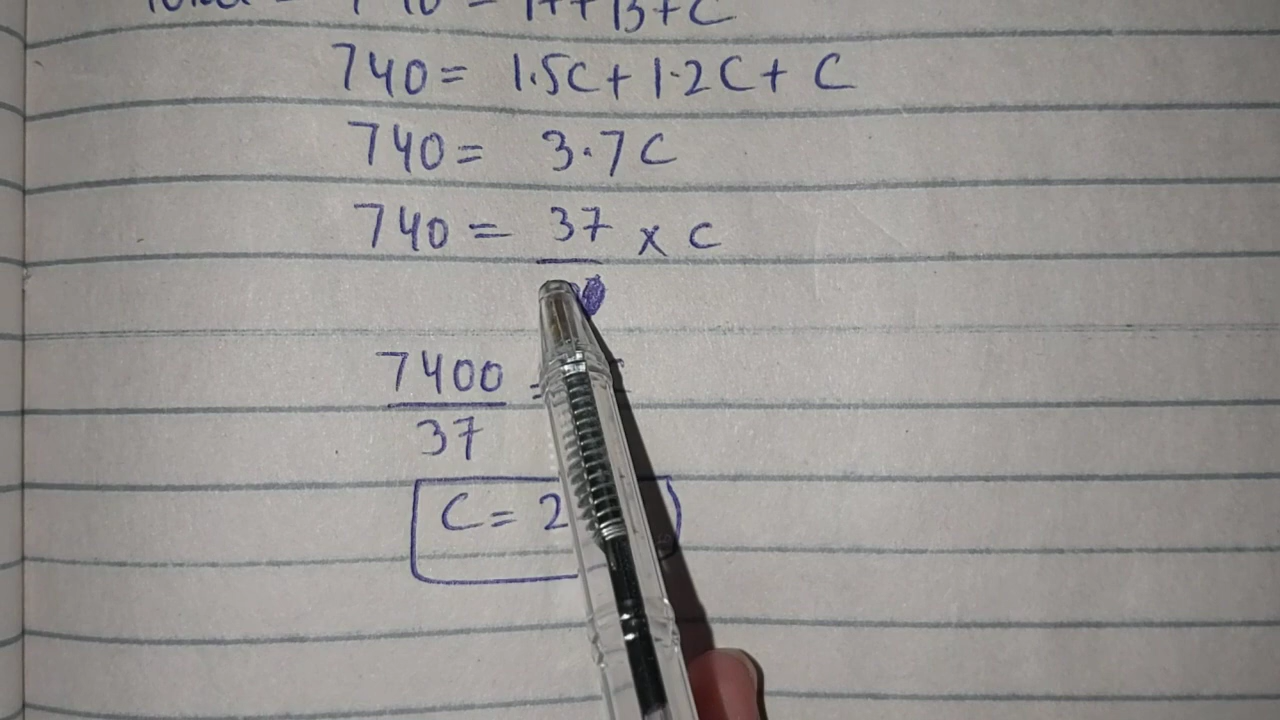 740 = 1.5C + 1.2C + C
740 = 3.7C
740 = 37 × C
7400
37
C = 2